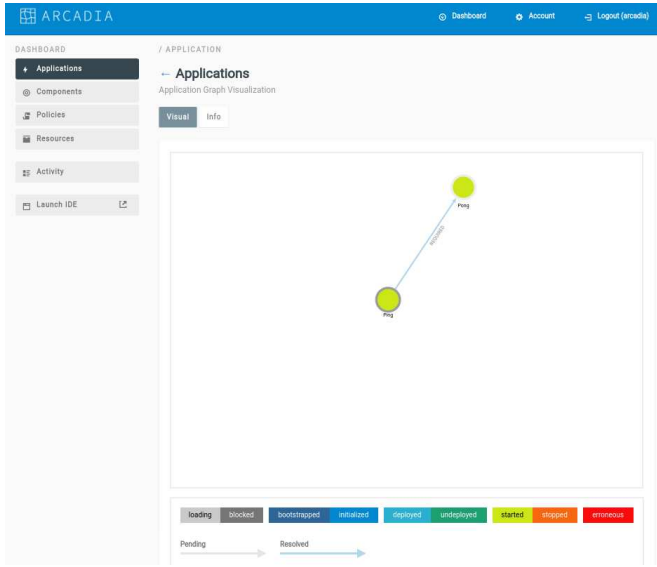 ARCADIA
Dashboard
Account
Logout (arcadia)
DASHBOARD
Applications
Components
Policies
Resources
Activity
Launch IDE
/ APPLICATION
← Applications
Application Graph Visualization
Visual
Info
Pong
REQUIRED
Ping
loading
blocked
bootstrapped
initialized
deployed
undeployed
started
stopped
erroneous
Pending
Resolved